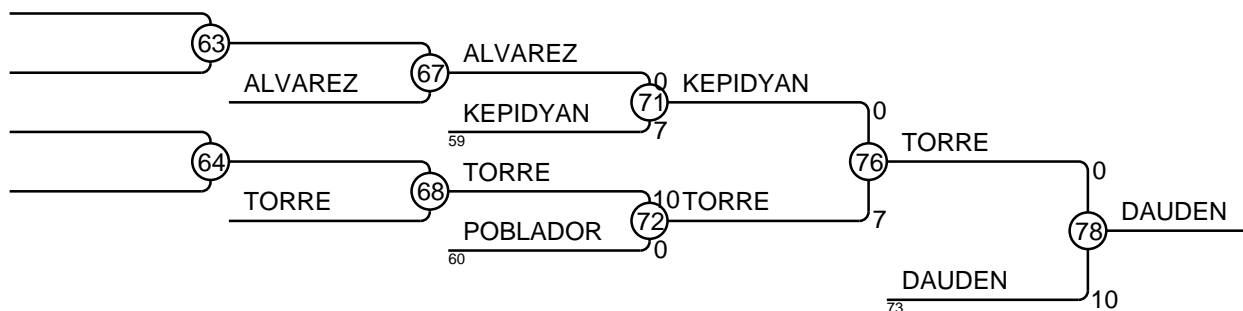 63
ALVAREZ
67
ALVAREZ
0
71
KEPIDYAN
KEPIDYAN
59
7
0
64
TORRE
68
TORRE
10
72
TORRE
POBLADOR
60
0
76
TORRE
7
0
78
DAUDEN
DAUDEN
73
10